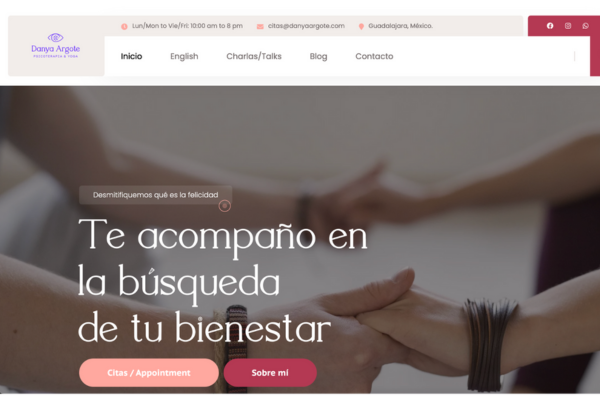 Lun/Mon to Vie/Fri: 10:00 am to 8 pm
citas@danyaargote.com
Guadalajara, México.
Danya Argote
PSICOTERAPIA & YOGA
Inicio
English
Charlas/Talks
Blog
Contacto
Desmitifiquemos qué es la felicidad
Te acompaño en
la búsqueda
de tu bienestar
Citas / Appointment
Sobre mí